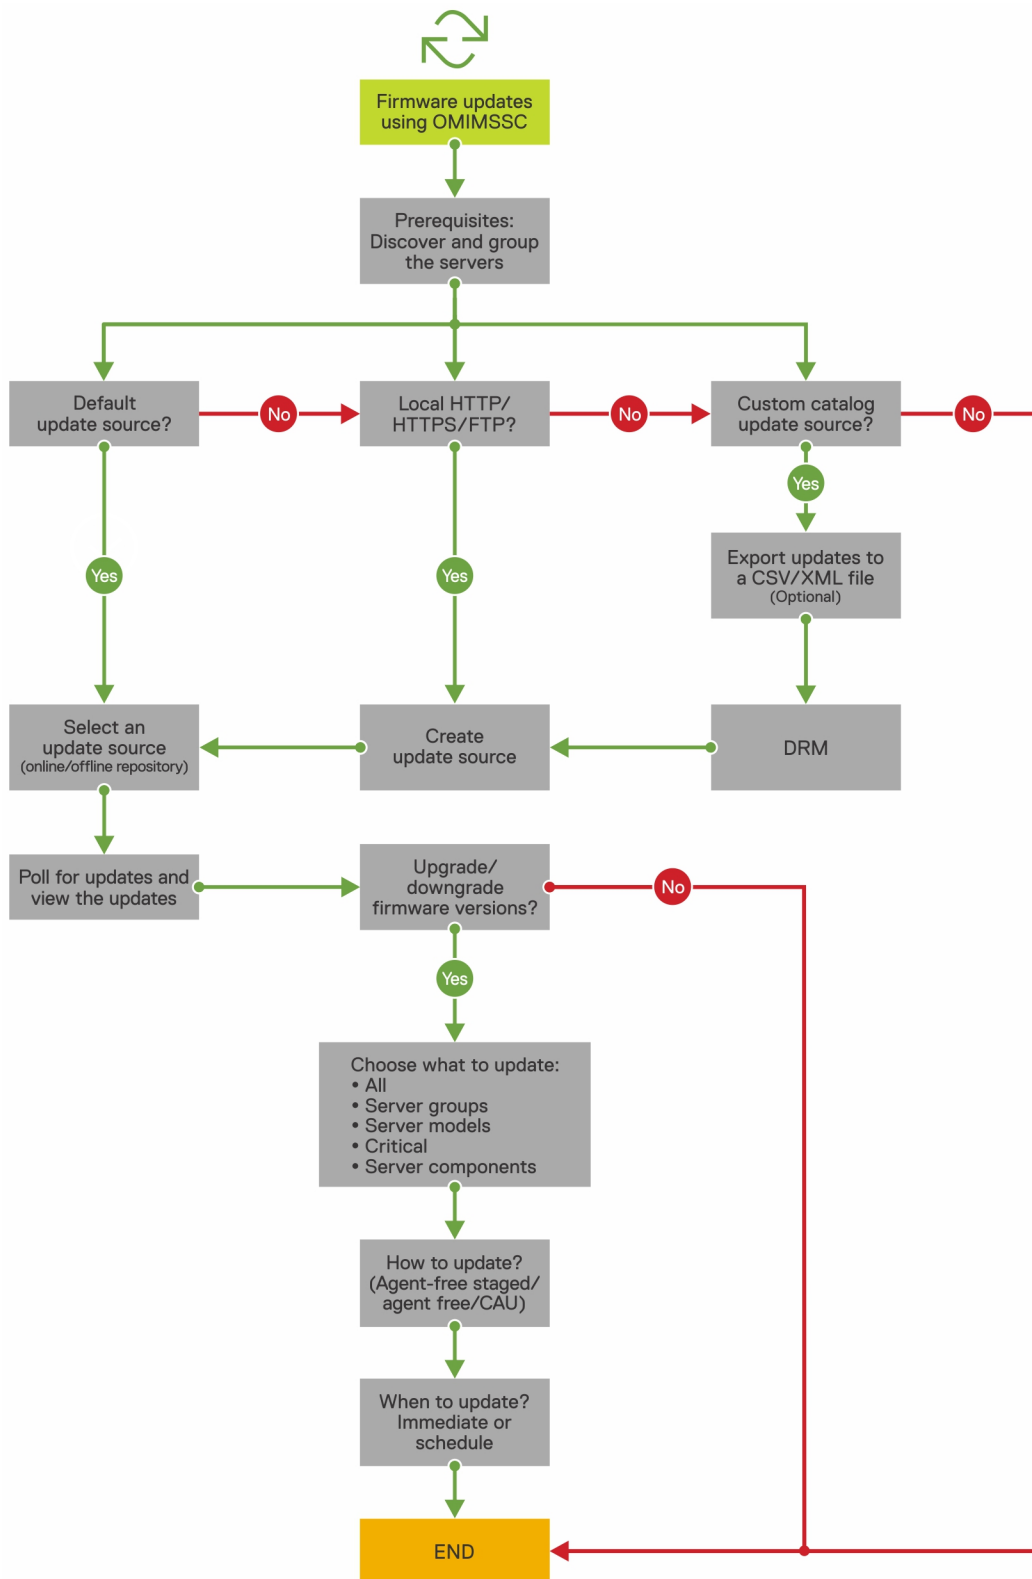 Firmware updates
using OMIMSSC
Prerequisites:
Discover and group
the servers
Default
update source?
No
Local HTTP/
HTTPS/FTP?
No
Custom catalog
update source?
No
Yes
Yes
Yes
Export updates to
a CSV/XML file
(Optional)
Select an
update source
(online/offline repository)
Create
update source
DRM
Poll for updates and
view the updates
Upgrade/
downgrade
firmware versions?
No
Yes
Choose what to update:
• All
• Server groups
• Server models
• Critical
• Server components
How to update?
(Agent-free staged/
agent free/CAU)
When to update?
Immediate or
schedule
END